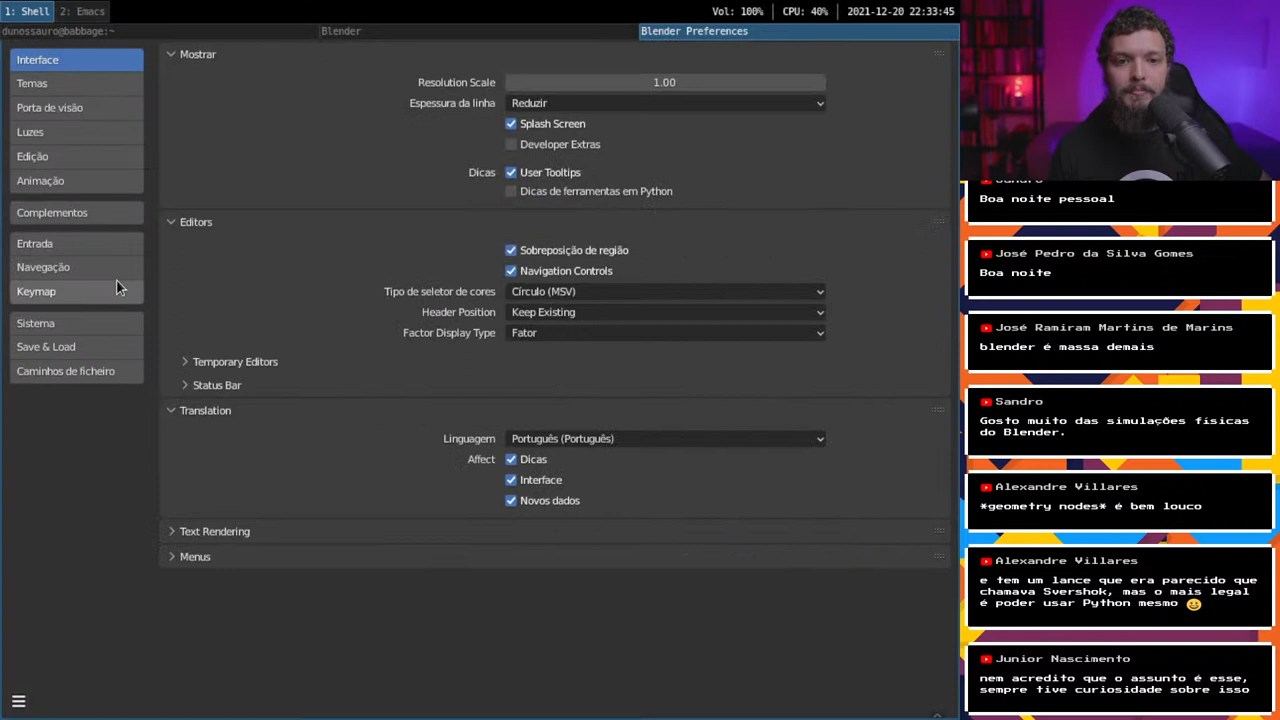 1: Shell
2: Emacs
Vol: 100%
CPU: 40%
2021-12-20 22:33:45
dunossauro@babbage:~
Blender
Blender Preferences
Interface
Temas
Porta de visão
Luzes
Edição
Animação
Complementos
Entrada
Navegação
Keymap
Sistema
Save & Load
Caminhos de ficheiro
Mostrar
Resolution Scale
1.00
Espessura da linha
Reduzir
Splash Screen
Developer Extras
Dicas
User Tooltips
Dicas de ferramentas em Python
Editors
Sobreposição de região
Navigation Controls
Tipo de seletor de cores
Círculo (MSV)
Header Position
Keep Existing
Factor Display Type
Fator
Temporary Editors
Status Bar
Translation
Linguagem
Português (Português)
Affect
Dicas
Interface
Novos dados
Text Rendering
Menus
Sandro
Boa noite pessoal
José Pedro da Silva Gomes
Boa noite
José Ramiram Martins de Marins
blender é massa demais
Sandro
Gosto muito das simulações físicas
do Blender.
Alexandre Villares
*geometry nodes* é bem louco
Alexandre Villares
e tem um lance que era parecido que
chamava Svershok, mas o mais legal
é poder usar Python mesmo 😄
Junior Nascimento
nem acredito que o assunto é esse,
sempre tive curiosidade sobre isso